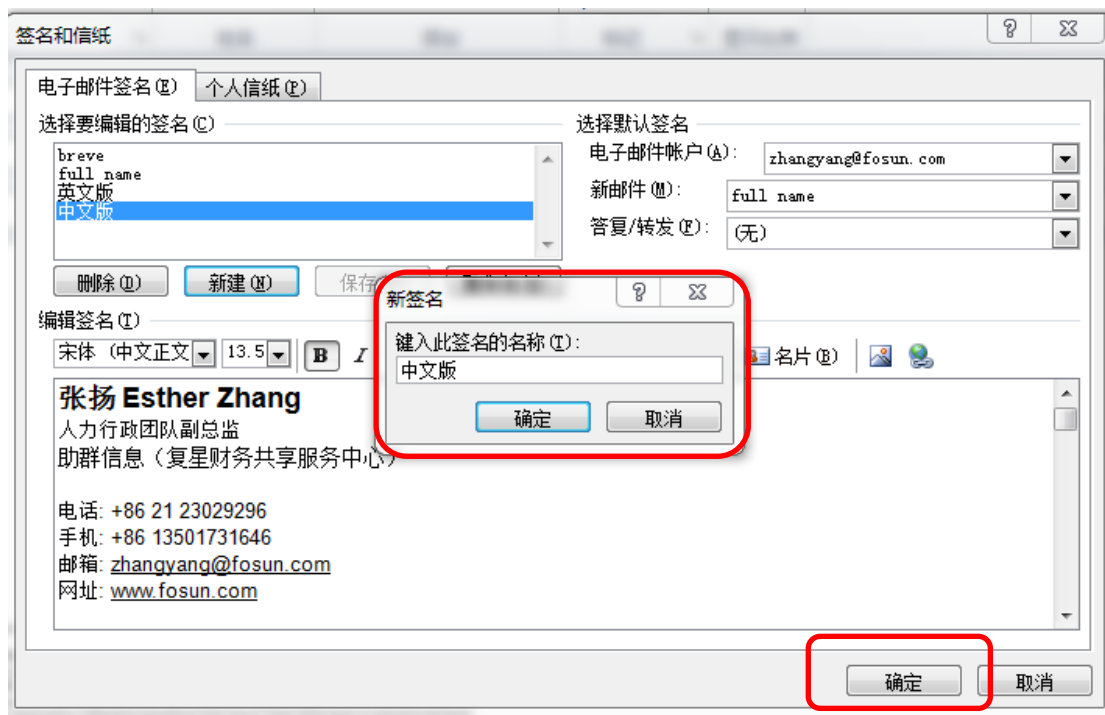 签名和信纸
电子邮件签名(E) 个人信纸(P)
选择要编辑的签名(C)
breve
full name
英文版
中文版
选择默认签名
电子邮件帐户(A): zhangyang@fosun.com
新邮件(M): full name
答复/转发(F): (无)
删除(D) 新建(N) 保存
新签名
键入此签名的名称(T):
中文版
确定 取消
编辑签名(T)
宋体 (中文正文 13.5 B I 名片(B)
张扬 Esther Zhang
人力行政团队副总监
助群信息（复星财务共享服务中心）
电话: +86 21 23029296
手机: +86 13501731646
邮箱: zhangyang@fosun.com
网址: www.fosun.com
确定 取消